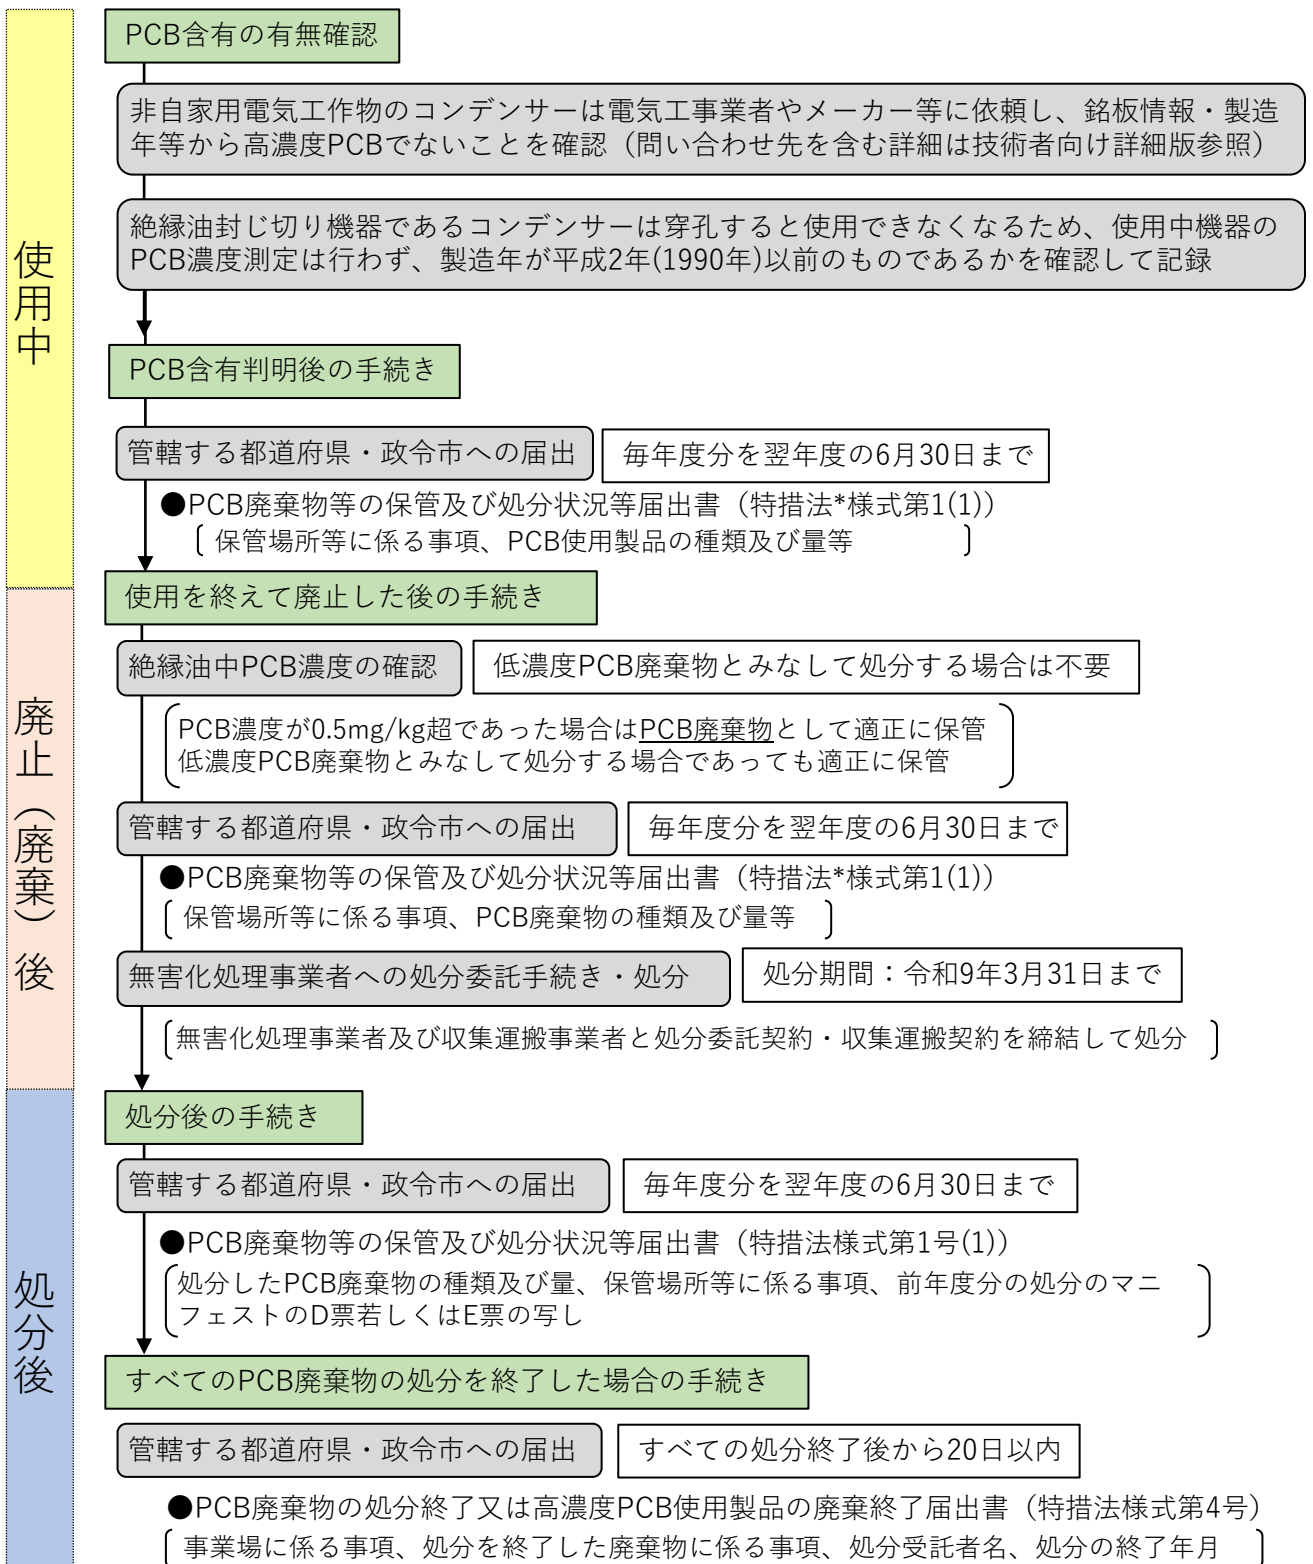 PCB含有の有無確認
非自家用電気工作物のコンデンサーは電気工事業者やメーカー等に依頼し、銘板情報・製造
年等から高濃度PCBでないことを確認（問い合わせ先を含む詳細は技術者向け詳細版参照）
絶縁油封じ切り機器であるコンデンサーは穿孔すると使用できなくなるため、使用中機器の
PCB濃度測定は行わず、製造年が平成2年(1990年)以前のものであるかを確認して記録
使用中
PCB含有判明後の手続き
管轄する都道府県・政令市への届出 毎年度分を翌年度の6月30日まで
●PCB廃棄物等の保管及び処分状況等届出書（特措法*様式第1(1)）
保管場所等に係る事項、PCB使用製品の種類及び量等
使用を終えて廃止した後の手続き
絶縁油中PCB濃度の確認 低濃度PCB廃棄物とみなして処分する場合は不要
PCB濃度が0.5mg/kg超であった場合はPCB廃棄物として適正に保管
低濃度PCB廃棄物とみなして処分する場合であっても適正に保管
廃止（廃棄）後
管轄する都道府県・政令市への届出 毎年度分を翌年度の6月30日まで
●PCB廃棄物等の保管及び処分状況等届出書（特措法*様式第1(1)）
保管場所等に係る事項、PCB廃棄物の種類及び量等
無害化処理事業者への処分委託手続き・処分 処分期間：令和9年3月31日まで
無害化処理事業者及び収集運搬事業者と処分委託契約・収集運搬契約を締結して処分
処分後の手続き
管轄する都道府県・政令市への届出 毎年度分を翌年度の6月30日まで
●PCB廃棄物等の保管及び処分状況等届出書（特措法様式第1号(1)）
処分したPCB廃棄物の種類及び量、保管場所等に係る事項、前年度分の処分のマニ
フェストのD票若しくはE票の写し
処分後
すべてのPCB廃棄物の処分を終了した場合の手続き
管轄する都道府県・政令市への届出 すべての処分終了後から20日以内
●PCB廃棄物の処分終了又は高濃度PCB使用製品の廃棄終了届出書（特措法様式第4号）
事業場に係る事項、処分を終了した廃棄物に係る事項、処分受託者名、処分の終了年月